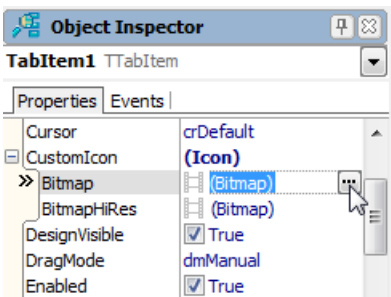 Object Inspector
TabItem1 TTabItem
Properties Events
Cursor crDefault
CustomIcon (Icon)
Bitmap (Bitmap)
BitmapHiRes (Bitmap)
DesignVisible True
DragMode dmManual
Enabled True